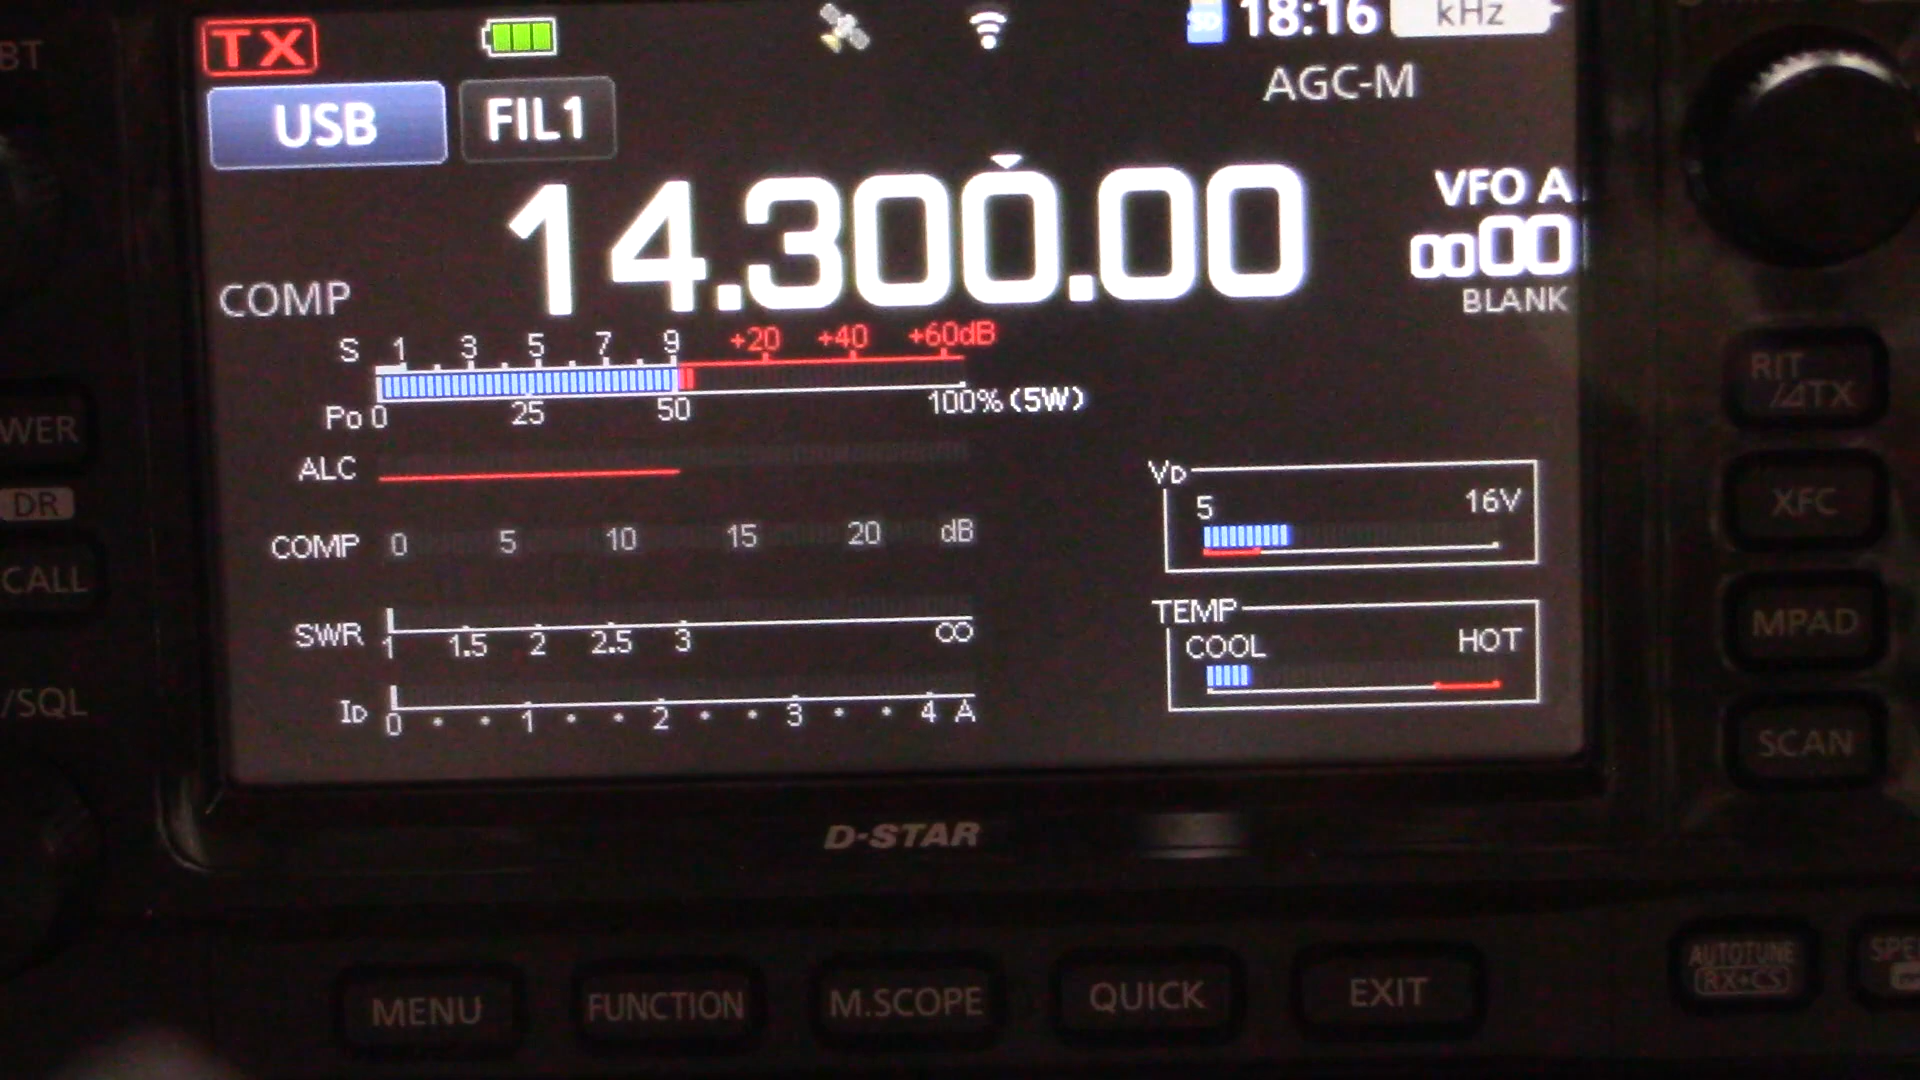 BT
TX
SD 18:16 kHz
AGC-M
USB FIL1
14.300.00
VFO A
0000
BLANK
COMP
S 1 3 5 7 9 +20 +40 +60dB
Po 0 25 50 100% (5W)
ALC
COMP 0 5 10 15 20 dB
SWR 1 1.5 2 2.5 3 ∞
ID 0 1 2 3 4 A
VD
5 16V
TEMP
COOL HOT
WER
DR
CALL
/SQL
RIT
/⊿TX
XFC
MPAD
SCAN
D-STAR
MENU FUNCTION M.SCOPE QUICK EXIT
AUTOTUNE
RX→CS
SPE